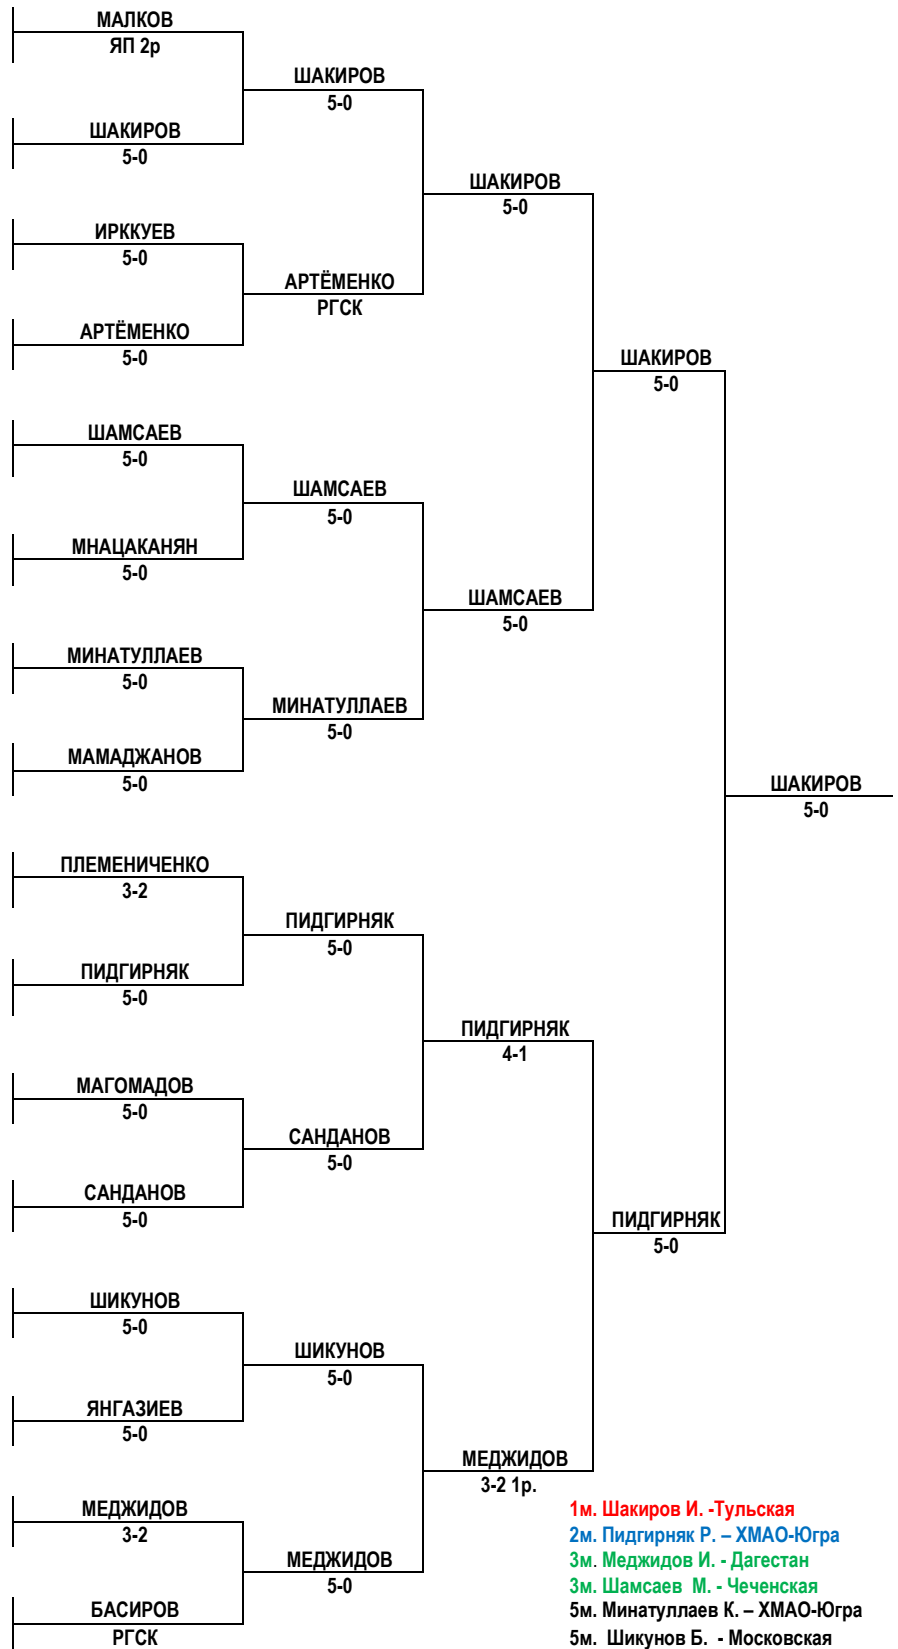 МАЛКОВ
ЯП 2р
ШАКИРОВ
5-0
ШАКИРОВ
5-0
ШАКИРОВ
5-0
ИРККУЕВ
5-0
АРТЁМЕНКО
РГСК
АРТЁМЕНКО
5-0
ШАКИРОВ
5-0
ШАМСАЕВ
5-0
ШАМСАЕВ
5-0
МНАЦАКАНЯН
5-0
ШАМСАЕВ
5-0
МИНАТУЛЛАЕВ
5-0
МИНАТУЛЛАЕВ
5-0
МАМАДЖАНОВ
5-0
ШАКИРОВ
5-0
ПЛЕМЕНИЧЕНКО
3-2
ПИДГИРНЯК
5-0
ПИДГИРНЯК
5-0
ПИДГИРНЯК
4-1
МАГОМАДОВ
5-0
САНДАНОВ
5-0
САНДАНОВ
5-0
ПИДГИРНЯК
5-0
ШИКУНОВ
5-0
ШИКУНОВ
5-0
ЯНГАЗИЕВ
5-0
МЕДЖИДОВ
3-2 1р.
МЕДЖИДОВ
3-2
МЕДЖИДОВ
5-0
БАСИРОВ
РГСК
1м. Шакиров И. -Тульская
2м. Пидгирняк Р. – ХМАО-Югра
3м. Меджидов И. - Дагестан
3м. Шамсаев М. - Чеченская
5м. Минатуллаев К. – ХМАО-Югра
5м. Шикунов Б. - Московская